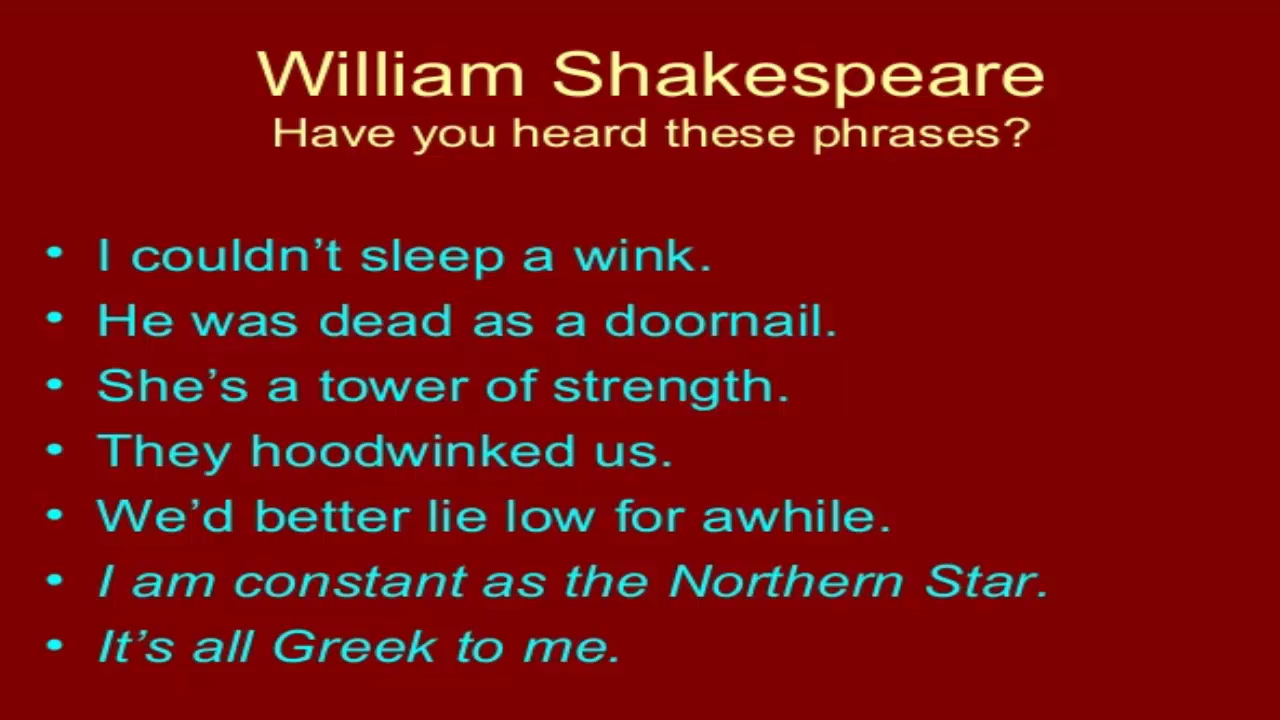 William Shakespeare
Have you heard these phrases?
• I couldn’t sleep a wink.
• He was dead as a doornail.
• She’s a tower of strength.
• They hoodwinked us.
• We’d better lie low for awhile.
• I am constant as the Northern Star.
• It’s all Greek to me.